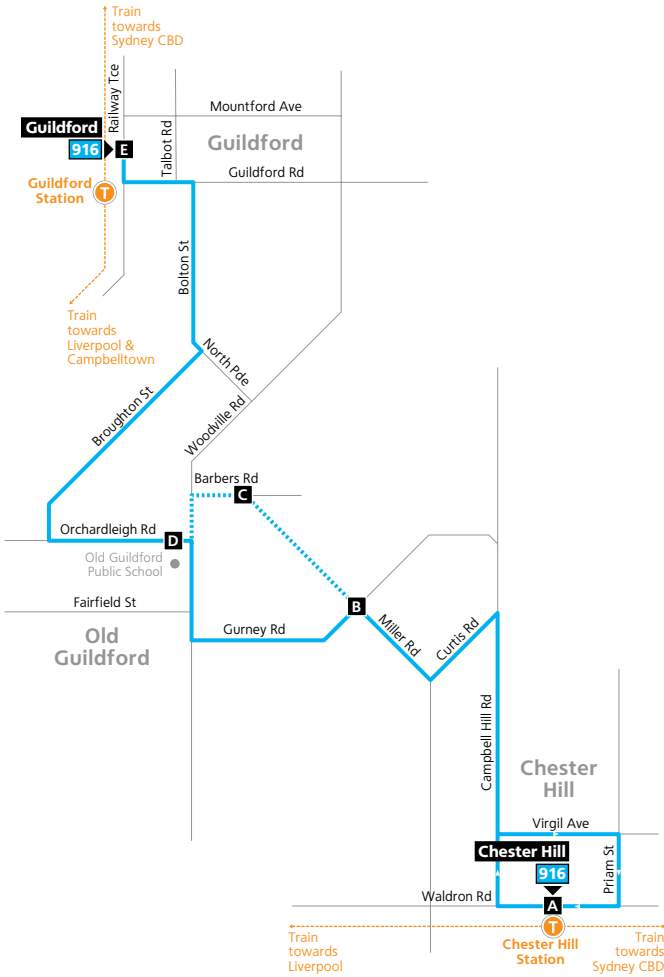 Train
towards
Sydney CBD
Railway Tce
Mountford Ave
Guildford
916
E
Talbot Rd
Guildford
Guildford Rd
Guildford
Station
T
Bolton St
Train
towards
Liverpool &
Campbelltown
North Pde
Broughton St
Woodville Rd
Barbers Rd
C
Orchardleigh Rd
D
Old Guildford
Public School
Fairfield St
B
Gurney Rd
Miller Rd
Curtis Rd
Old
Guildford
Campbell Hill Rd
Chester
Hill
Virgil Ave
Chester Hill
916
Priam St
Waldron Rd
A
T
Train
towards
Liverpool
Chester Hill
Station
Train
towards
Sydney CBD